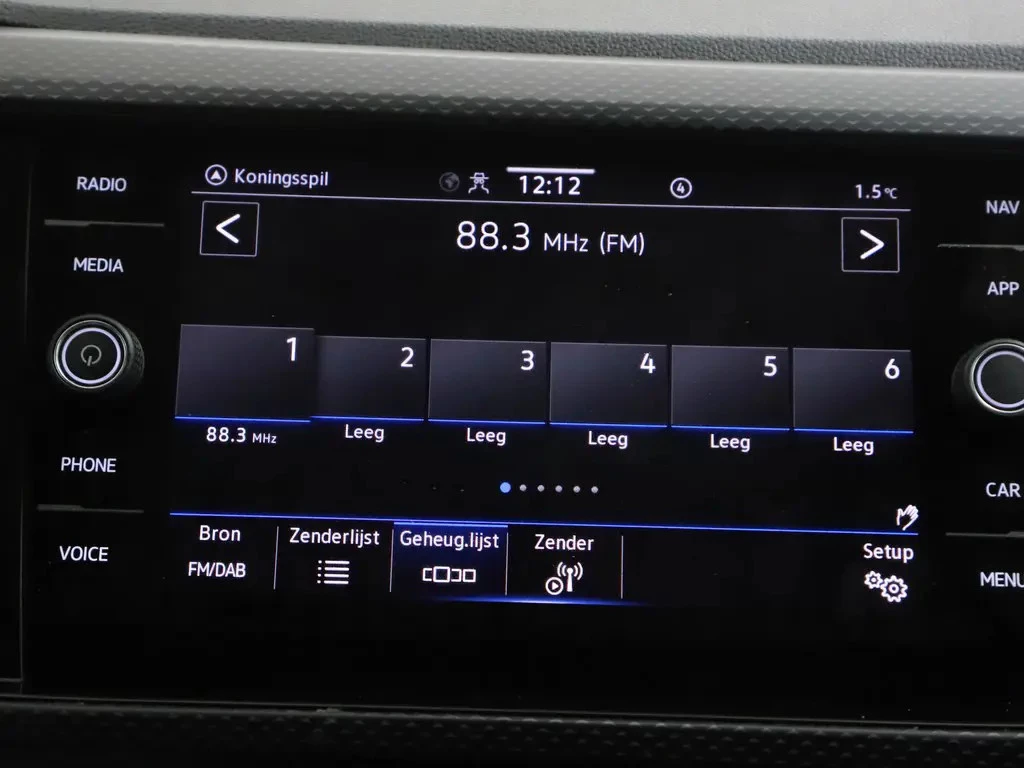 RADIO
MEDIA
PHONE
VOICE
Koningsspil
12:12
4
1.5°C
88.3 MHz (FM)
1
2
3
4
5
6
88.3 MHz
Leeg
Leeg
Leeg
Leeg
Leeg
Bron
FM/DAB
Zenderlijst
Geheug.lijst
Zender
Setup
NAV
APP
CAR
MENU